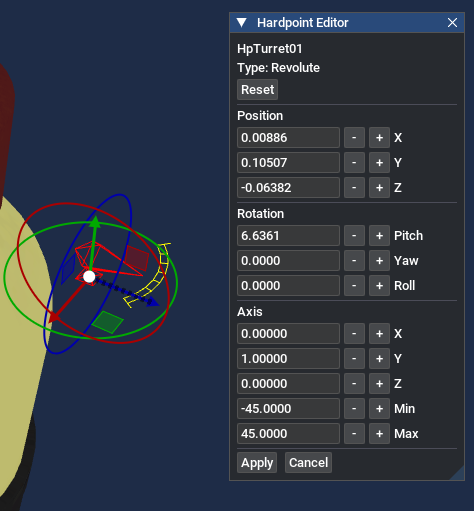 Hardpoint Editor
HpTurret01
Type: Revolute
Reset
Position
0.00886 - + X
0.10507 - + Y
-0.06382 - + Z
Rotation
6.6361 - + Pitch
0.0000 - + Yaw
0.0000 - + Roll
Axis
0.00000 - + X
1.00000 - + Y
0.00000 - + Z
-45.0000 - + Min
45.0000 - + Max
Apply Cancel